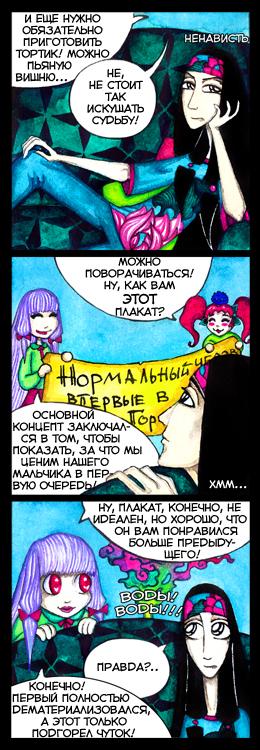 И ЕЩЕ НУЖНО
ОБЯЗАТЕЛЬНО
ПРИГОТОВИТЬ
ТОРТИК! МОЖНО
ПЬЯНУЮ
ВИШНЮ...
НЕНАВИСТЬ
НЕ,
НЕ СТОИТ
ТАК
ИСКУШАТЬ
СУДЬБУ!
МОЖНО
ПОВОРАЧИВАТЬСЯ!
НУ, КАК ВАМ
ЭТОТ
ПЛАКАТ?
НОРМАЛЬНЫЙ
ВПЕРВЫЕ В
ОСНОВНОЙ
КОНЦЕПТ ЗАКЛЮЧАЛ-
СЯ В ТОМ, ЧТОБЫ
ПОКАЗАТЬ, ЗА ЧТО МЫ
ЦЕНИМ НАШЕГО
МАЛЬЧИКА В ПЕР-
ВУЮ ОЧЕРЕДЬ!
ХММ...
НУ, ПЛАКАТ, КОНЕЧНО, НЕ
ИДЕАЛЕН, НО ХОРОШО, ЧТО
ОН ВАМ ПОНРАВИЛСЯ
БОЛЬШЕ ПРЕДЫДУ-
ЩЕГО!
ВОДЫ!
ВОДЫ!!!
ПРАВДА?..
КОНЕЧНО!
ПЕРВЫЙ ПОЛНОСТЬЮ
ДЕМАТЕРИАЛИЗОВАЛСЯ,
А ЭТОТ ТОЛЬКО
ПОДГОРЕЛ ЧУТОК!